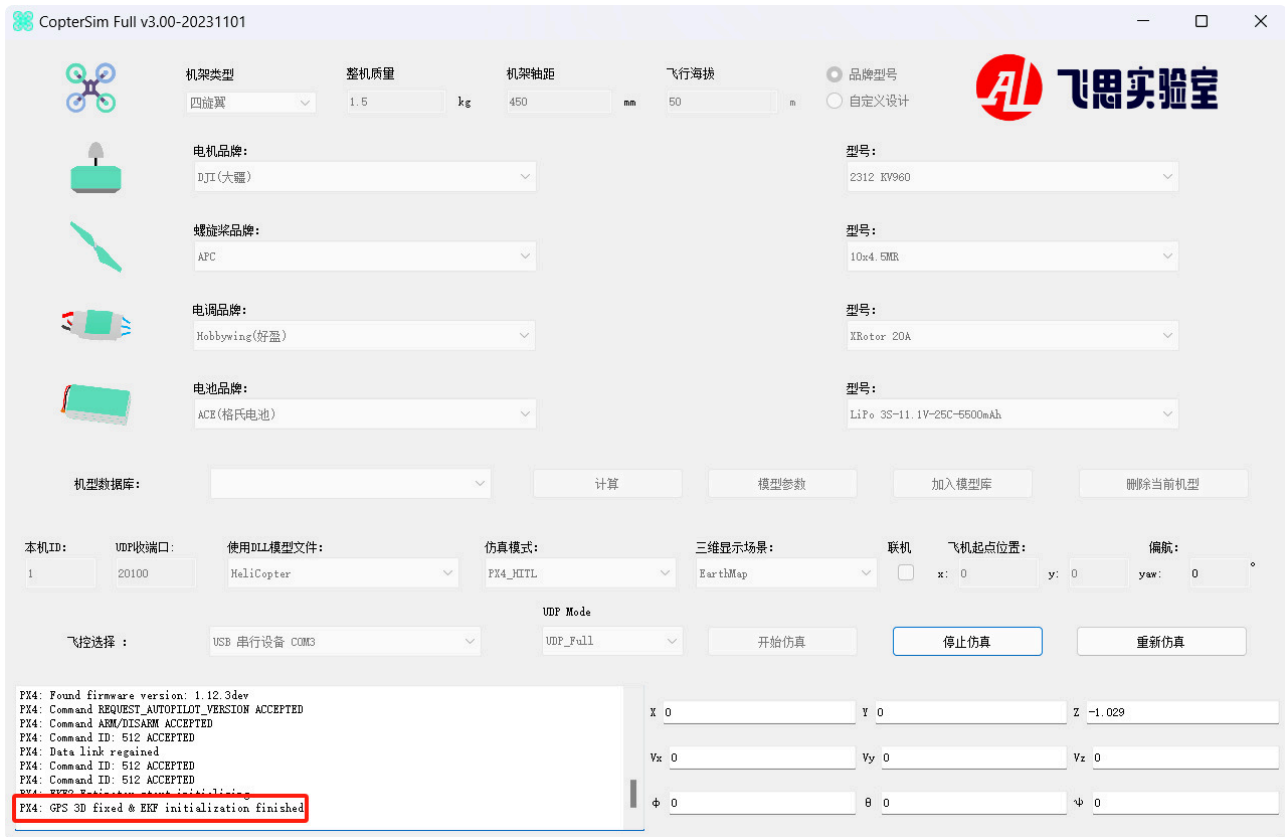 CopterSim Full v3.00-20231101
机架类型 整机质量 机架轴距 飞行海拔 品牌型号
四旋翼 1.5 kg 450 mm 50 m 自定义设计
飞思实验室
电机品牌: 型号:
DJI(大疆) 2312 KV960
螺旋桨品牌: 型号:
APC 10x4.5MR
电调品牌: 型号:
Hobbywing(好盈) XRotor 20A
电池品牌: 型号:
ACE(格氏电池) LiPo 3S-11.1V-25C-5500mAh
机型数据库: 计算 模型参数 加入模型库 删除当前机型
本机ID: UDP收端口: 使用DLL模型文件: 仿真模式: 三维显示场景: 联机 飞机起点位置: 偏航:
1 20100 HeliCopter PX4_HITL EarthMap x: 0 y: 0 yaw: 0 °
UDP Mode
飞控选择 : USB 串行设备 COM3 UDP_Full 开始仿真 停止仿真 重新仿真
PX4: Found firmware version: 1.12.3dev
PX4: Command REQUEST_AUTOPILOT_VERSION ACCEPTED
PX4: Command ARM/DISARM ACCEPTED
PX4: Command ID: 512 ACCEPTED
PX4: Data link regained
PX4: Command ID: 512 ACCEPTED
PX4: Command ID: 512 ACCEPTED
PX4: EKF2 Estimator start initializing
PX4: GPS 3D fixed & EKF initialization finished
X 0 Y 0 Z -1.029
Vx 0 Vy 0 Vz 0
ϕ 0 θ 0 ψ 0